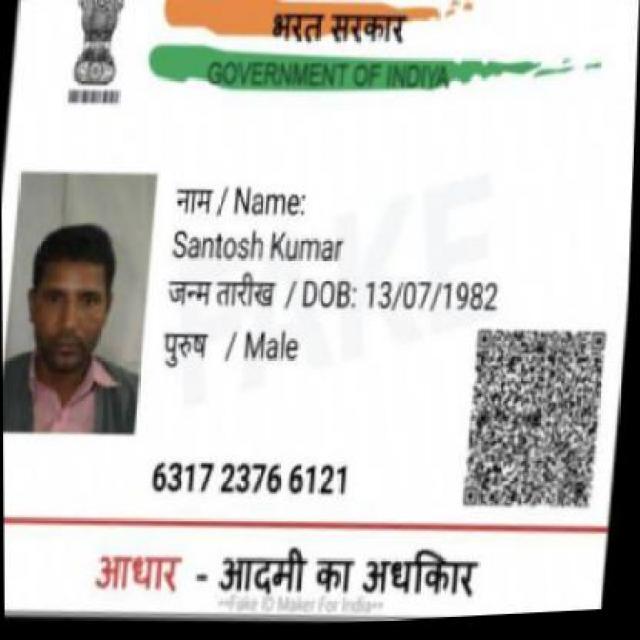 भरत सरकार
GOVERNMENT OF INDIYA
नाम / Name:
Santosh Kumar
जन्म तारीख / DOB: 13/07/1982
पुरुष / Male
FAKE
6317 2376 6121
आधार - आदमी का अधकिार
~~Fake ID Maker For India~~